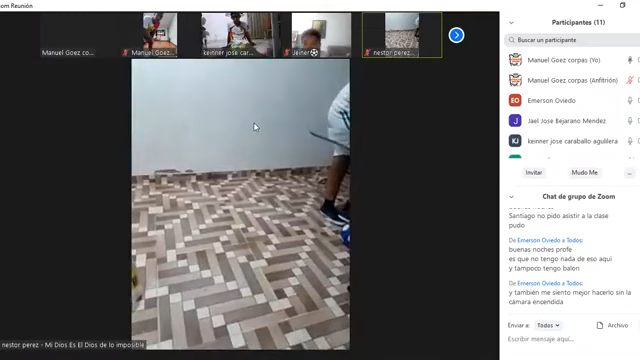 om Reunión
Manuel Goez co...
Manuel Goez...
keinner jose car...
Jeiner
nestor perez...
nestor perez - Mi Dios Es El Dios de lo imposible
Participantes (11)
Buscar un participante
Manuel Goez corpas (Yo)
Manuel Goez corpas (Anfitrión)
EO Emerson Oviedo
J Jael Jose Bejarano Mendez
KJ keinner jose caraballo aguilera
Invitar
Mudo Me
...
Chat de grupo de Zoom
Santiago no pido asistir a la clase
pudo
De Emerson Oviedo a Todos:
buenas noches profe
es que no tengo nada de eso aqui
y tampoco tengo balon
De Emerson Oviedo a Todos:
y también me siento mejor hacerlo sin la
cámara encendida
Enviar a: Todos
Archivo
Escribir mensaje aquí...